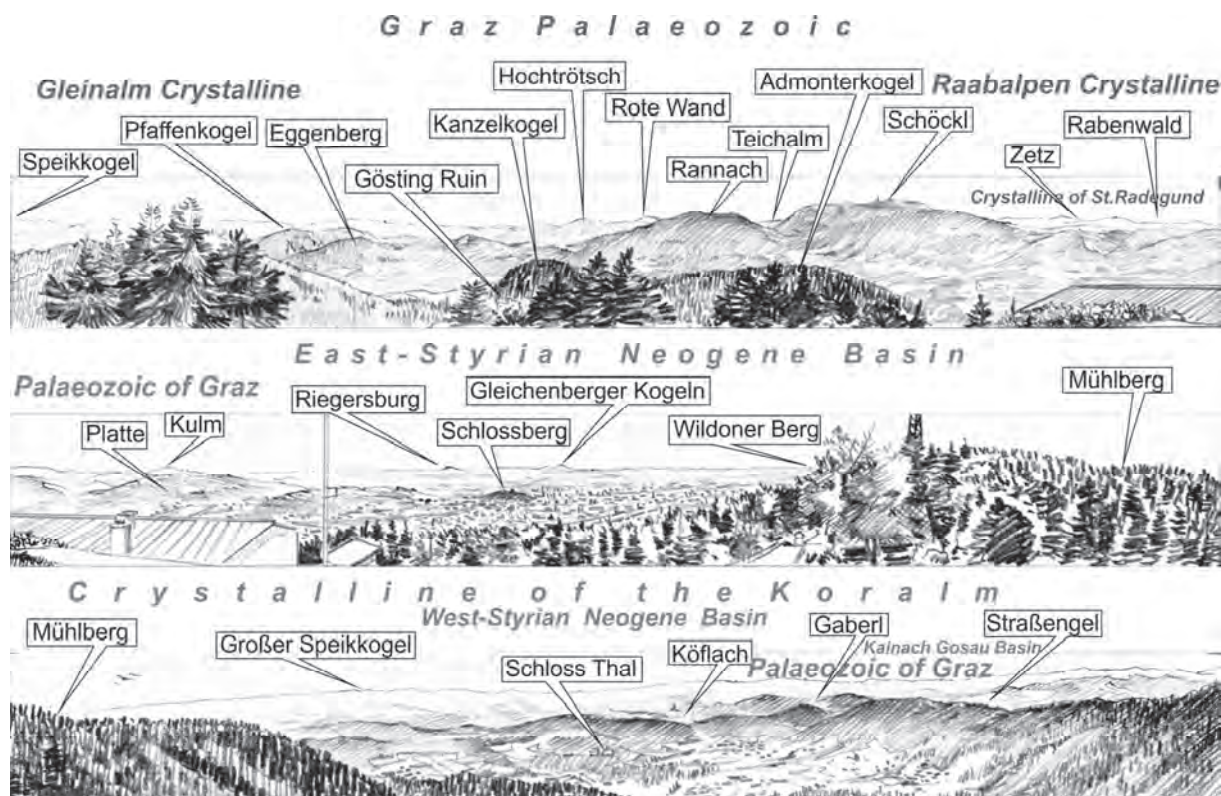 Graz Palaeozoic
Hochtrötsch
Admonterkogel
Gleinalm Crystalline
Rote Wand
Raabalpen Crystalline
Pfaffenkogel
Eggenberg
Kanzelkogel
Teichalm
Schöckl
Rabenwald
Speikkogel
Gösting Ruin
Rannach
Zetz
Crystalline of St.Radegund
East-Styrian Neogene Basin
Palaeozoic of Graz
Riegersburg
Gleichenberger Kogeln
Mühlberg
Platte
Kulm
Schlossberg
Wildoner Berg
Crystalline of the Koralm
West-Styrian Neogene Basin
Mühlberg
Großer Speikkogel
Gaberl
Straßengel
Schloss Thal
Köflach
Kainach Gosau Basin
Palaeozoic of Graz